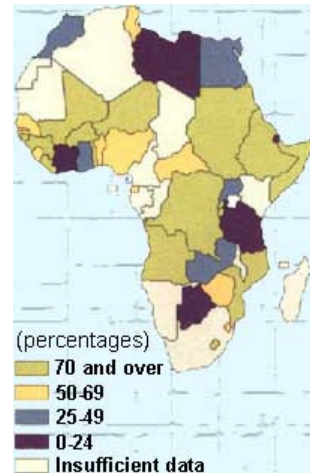 (percentages)
70 and over
50-69
25-49
0-24
Insufficient data